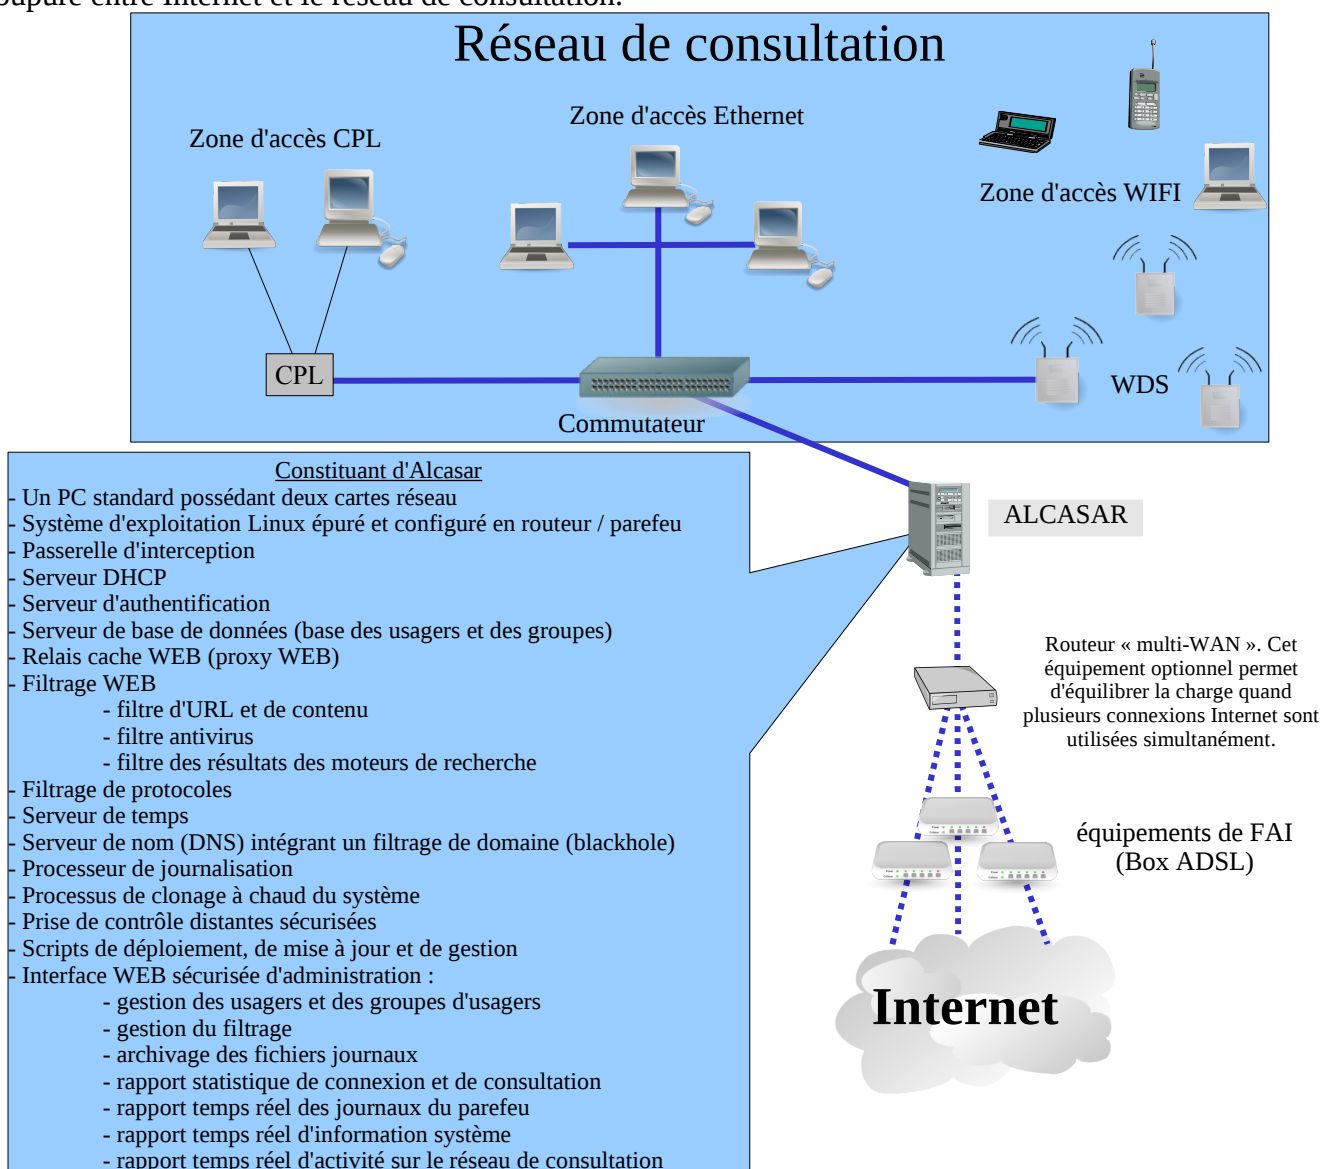 oupure entre Internet et le réseau de consultation.
Réseau de consultation
Zone d'accès CPL
Zone d'accès Ethernet
Zone d'accès WIFI
CPL
WDS
Commutateur
Constituant d'Alcasar
- Un PC standard possédant deux cartes réseau
- Système d'exploitation Linux épuré et configuré en routeur / parefeu
- Passerelle d'interception
- Serveur DHCP
- Serveur d'authentification
- Serveur de base de données (base des usagers et des groupes)
- Relais cache WEB (proxy WEB)
- Filtrage WEB
- filtre d'URL et de contenu
- filtre antivirus
- filtre des résultats des moteurs de recherche
- Filtrage de protocoles
- Serveur de temps
- Serveur de nom (DNS) intégrant un filtrage de domaine (blackhole)
- Processeur de journalisation
- Processus de clonage à chaud du système
- Prise de contrôle distantes sécurisées
- Scripts de déploiement, de mise à jour et de gestion
- Interface WEB sécurisée d'administration :
- gestion des usagers et des groupes d'usagers
- gestion du filtrage
- archivage des fichiers journaux
- rapport statistique de connexion et de consultation
- rapport temps réel des journaux du parefeu
- rapport temps réel d'information système
- rapport temps réel d'activité sur le réseau de consultation
ALCASAR
Routeur « multi-WAN ». Cet
équipement optionnel permet
d'équilibrer la charge quand
plusieurs connexions Internet sont
utilisées simultanément.
équipements de FAI
(Box ADSL)
Internet